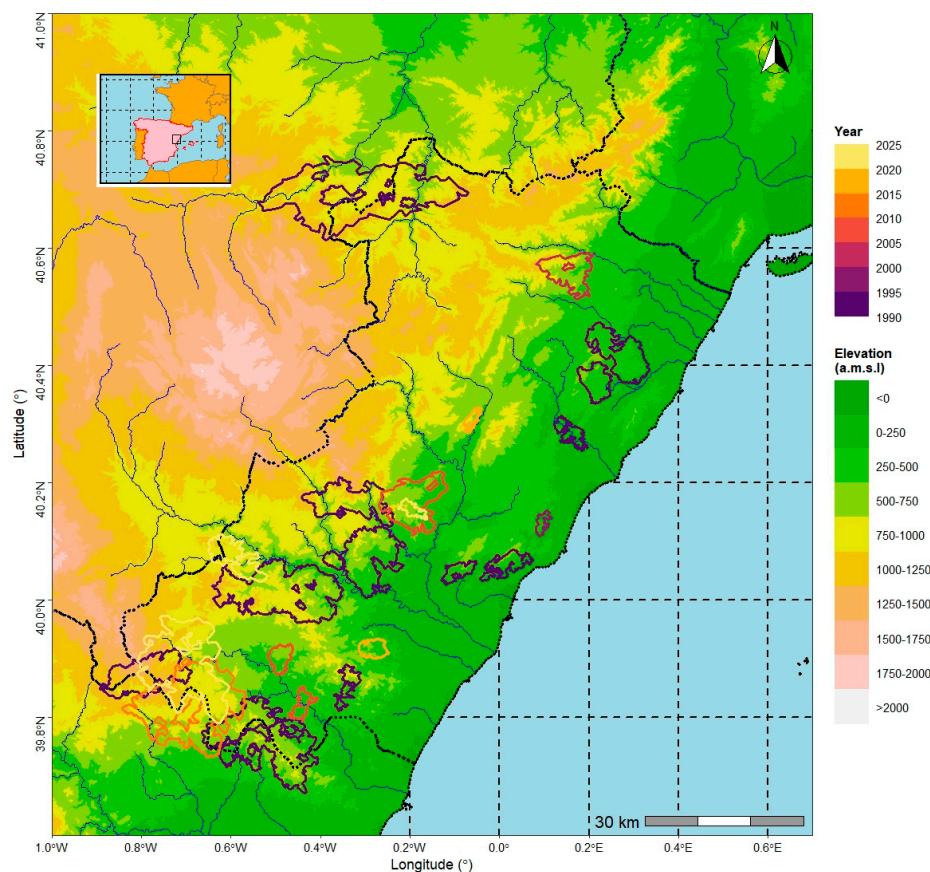 41.0°N
40.8°N
40.6°N
40.4°N
40.2°N
40.0°N
39.8°N
Latitude (°)
N
30 km
1.0°W
0.8°W
0.6°W
0.4°W
0.2°W
0.0°
0.2°E
0.4°E
0.6°E
Longitude (°)
Year
2025
2020
2015
2010
2005
2000
1995
1990
Elevation
(a.m.s.l)
<0
0-250
250-500
500-750
750-1000
1000-1250
1250-1500
1500-1750
1750-2000
>2000